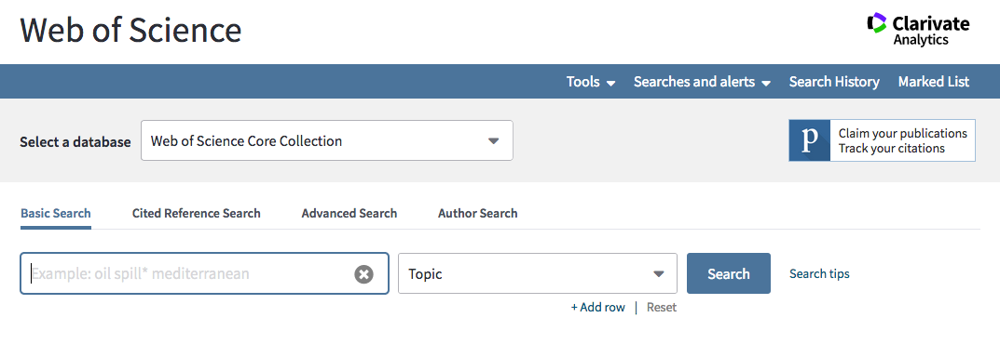 Web of Science
Clarivate
Analytics
Tools Searches and alerts Search History Marked List
Select a database Web of Science Core Collection
p Claim your publications
Track your citations
Basic Search Cited Reference Search Advanced Search Author Search
Example: oil spill* mediterranean Topic Search Search tips
+ Add row | Reset